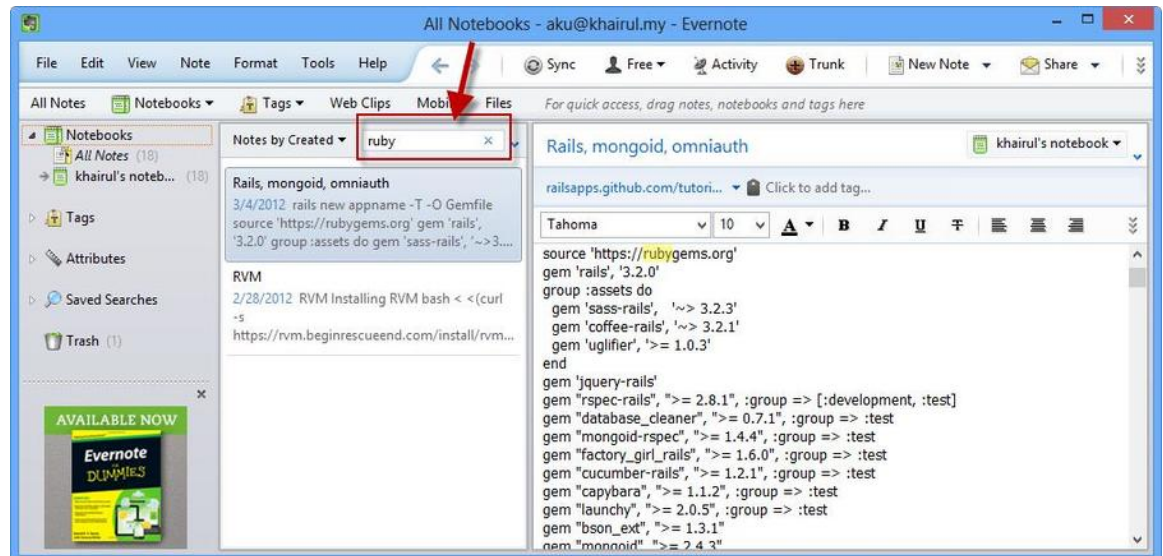 All Notebooks - aku@khairul.my - Evernote
File Edit View Note Format Tools Help Sync Free Activity Trunk New Note Share
All Notes Notebooks Tags Web Clips Mobi Files For quick access, drag notes, notebooks and tags here
Notebooks
All Notes (18)
khairul's noteb... (18)
Tags
Attributes
Saved Searches
Trash (1)
AVAILABLE NOW
Evernote
FOR
DUMMIES
Notes by Created ruby
Rails, mongoid, omniauth
3/4/2012 rails new appname -T -O Gemfile
source 'https://rubygems.org' gem 'rails',
'3.2.0' group :assets do gem 'sass-rails', '~>3....
RVM
2/28/2012 RVM Installing RVM bash < <(curl
-s
https://rvm.beginrescueend.com/install/rvm...
Rails, mongoid, omniauth khairul's notebook
railsapps.github.com/tutori... Click to add tag...
Tahoma 10 A B I U T
source 'https://rubygems.org'
gem 'rails', '3.2.0'
group :assets do
gem 'sass-rails', '~> 3.2.3'
gem 'coffee-rails', '~> 3.2.1'
gem 'uglifier', '>= 1.0.3'
end
gem 'jquery-rails'
gem "rspec-rails", ">= 2.8.1", :group => [:development, :test]
gem "database_cleaner", ">= 0.7.1", :group => :test
gem "mongoid-rspec", ">= 1.4.4", :group => :test
gem "factory_girl_rails", ">= 1.6.0", :group => :test
gem "cucumber-rails", ">= 1.2.1", :group => :test
gem "capybara", ">= 1.1.2", :group => :test
gem "launchy", ">= 2.0.5", :group => :test
gem "bson_ext", ">= 1.3.1"
gem "mongoid", ">= 2.4.3"